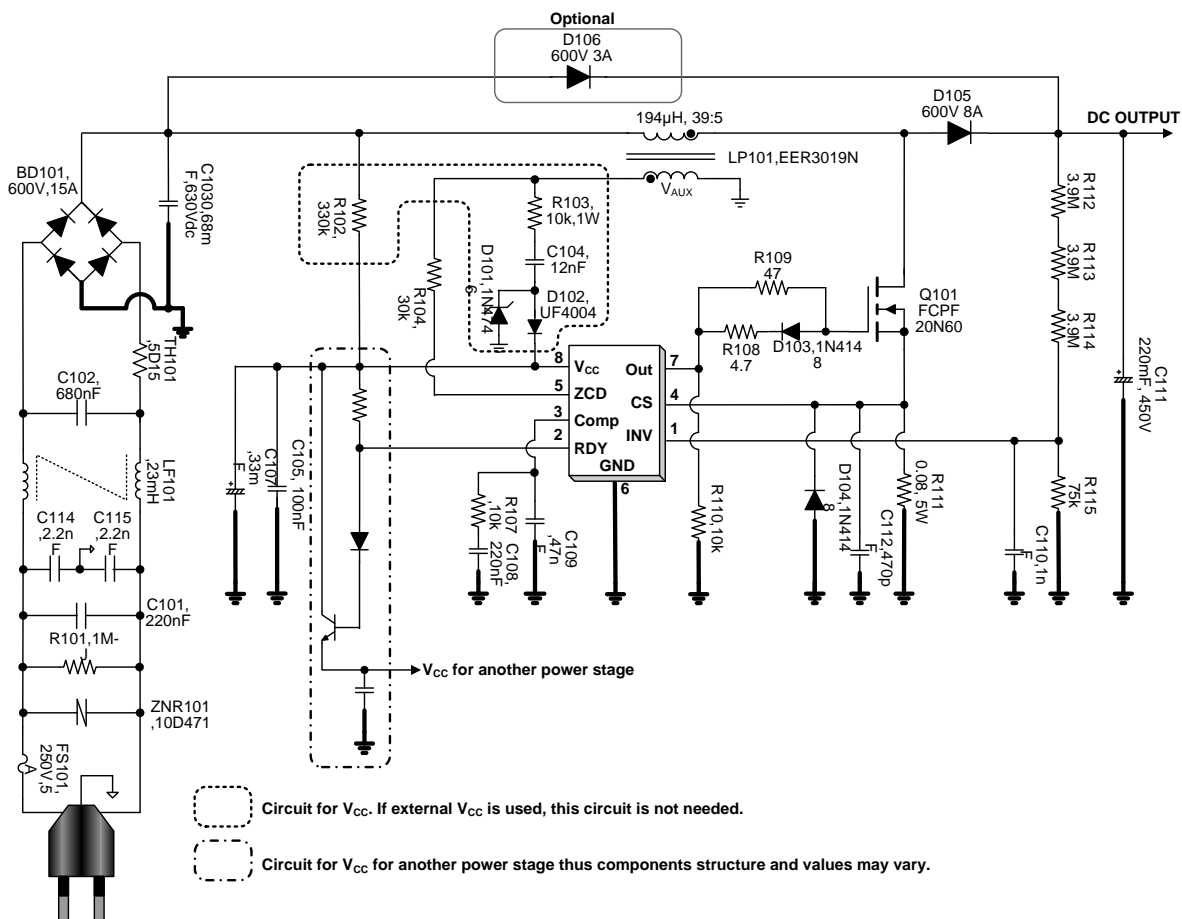 Optional
D106
600V 3A
194µH, 39:5
D105
600V 8A
DC OUTPUT
LP101,EER3019N
VAUX
BD101,
600V,15A
C1030,68m
F,630Vdc
R102,
330k
R103,
10k,1W
C104,
12nF
D101,1N474
6
D102,
UF4004
R104,
30k
R109
47
R108
4.7
D103,1N414
8
Q101
FCPF
20N60
R112
3.9M
R113
3.9M
R114
3.9M
C111
220mF, 450V
TH101
,5D15
C102,
680nF
LF101
,23mH
C114
,2.2n
F
C115
,2.2n
F
C101,
220nF
R101,1M-
J
ZNR101
,10D471
FS101,
250V,5
A
8
VCC
5
ZCD
3
Comp
2
RDY
GND
6
Out
7
CS
4
INV
1
C107
,33m
F
C105, 100nF
R107
,10k
C108,
220nF
C109
,47n
F
R110,10k
D104,1N414
8
C112,470p
F
R111
0.08, 5W
C110,1n
F
R115
75k
VCC for another power stage
Circuit for VCC. If external VCC is used, this circuit is not needed.
Circuit for VCC for another power stage thus components structure and values may vary.